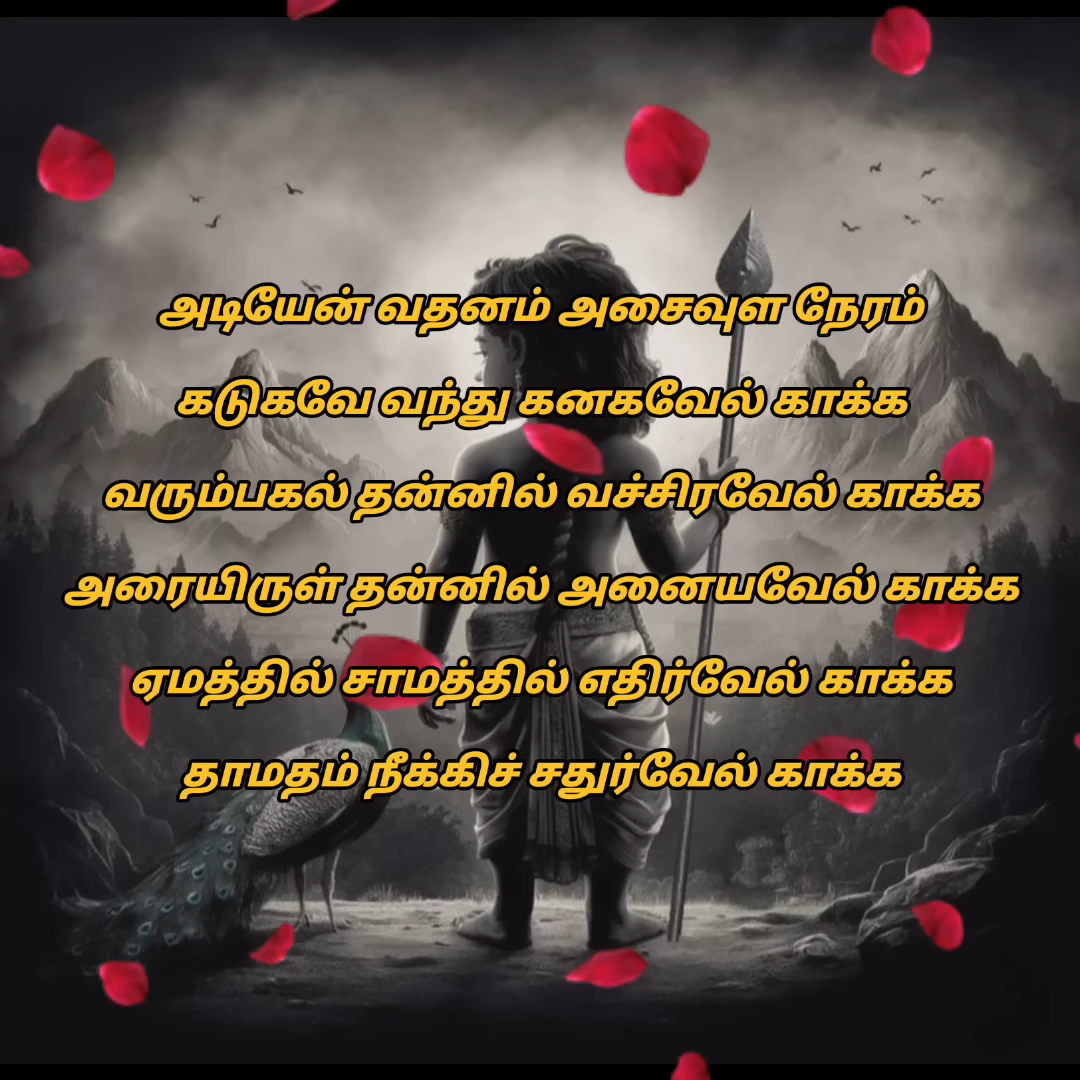 அடியேன் வதனம் அசைவுள நேரம்
கடுகவே வந்து கனகவேல் காக்க
வரும்பகல் தன்னில் வச்சிரவேல் காக்க
அரையிருள் தன்னில் அனையவேல் காக்க
ஏமத்தில் சாமத்தில் எதிர்வேல் காக்க
தாமதம் நீக்கிச் சதுர்வேல் காக்க